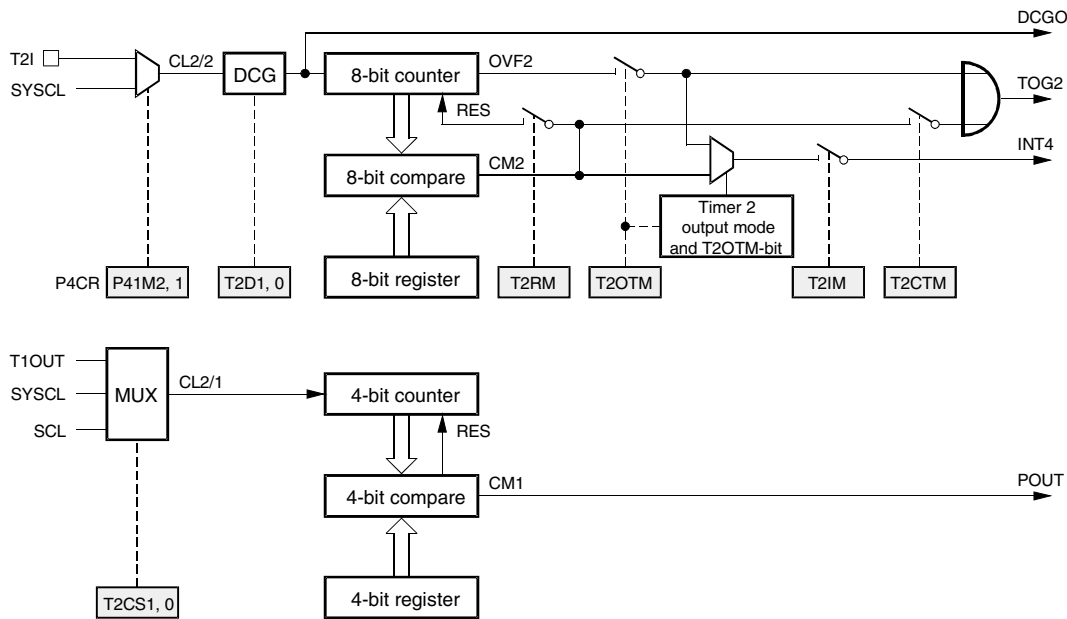 DCGO
T2I
CL2/2
DCG
8-bit counter
OVF2
TOG2
SYSCL
RES
INT4
8-bit compare
CM2
Timer 2
output mode
and T2OTM-bit
P4CR
P41M2, 1
T2D1, 0
8-bit register
T2RM
T2OTM
T2IM
T2CTM
T1OUT
SYSCL
MUX
CL2/1
4-bit counter
SCL
RES
POUT
4-bit compare
CM1
T2CS1, 0
4-bit register